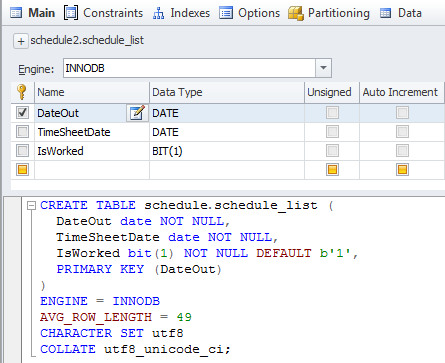 Main Constraints Indexes Options Partitioning Data
schedule2.schedule_list
Engine: INNODB
Name Data Type Unsigned Auto Increment
DateOut DATE
TimeSheetDate DATE
IsWorked BIT(1)
CREATE TABLE schedule.schedule_list (
DateOut date NOT NULL,
TimeSheetDate date NOT NULL,
IsWorked bit(1) NOT NULL DEFAULT b'1',
PRIMARY KEY (DateOut)
)
ENGINE = INNODB
AVG_ROW_LENGTH = 49
CHARACTER SET utf8
COLLATE utf8_unicode_ci;